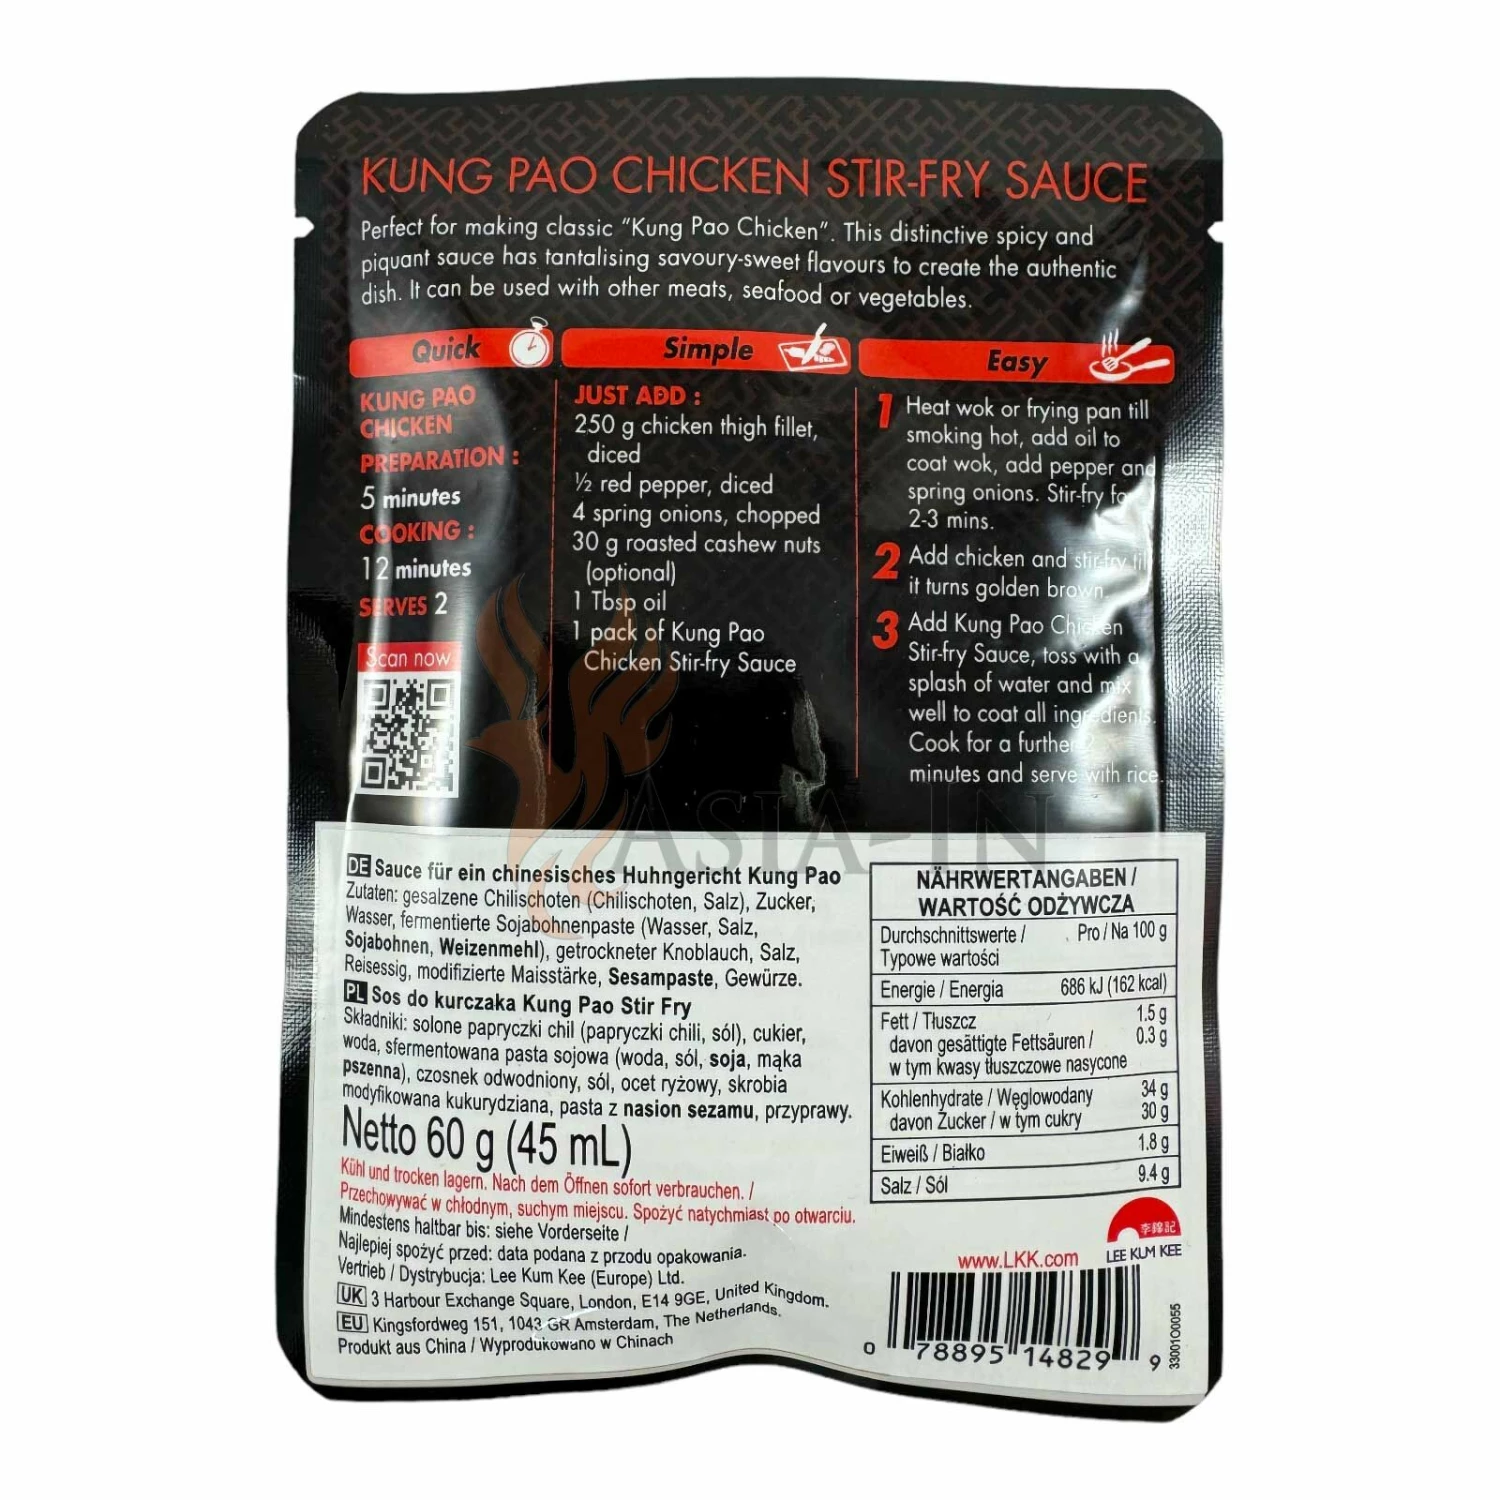 KUNG PAO CHICKEN STIR-FRY SAUCE
Perfect for making classic "Kung Pao Chicken". This distinctive spicy and
piquant sauce has tantalising savoury-sweet flavours to create the authentic
dish. It can be used with other meats, seafood or vegetables.
Quick
KUNG PAO
CHICKEN
PREPARATION :
5 minutes
COOKING :
12 minutes
SERVES 2
Scan now
Simple
JUST ADD :
250 g chicken thigh fillet,
diced
½ red pepper, diced
4 spring onions, chopped
30 g roasted cashew nuts
(optional)
1 Tbsp oil
1 pack of Kung Pao
Chicken Stir-fry Sauce
Easy
1 Heat wok or frying pan till
smoking hot, add oil to
coat wok, add pepper and
spring onions. Stir-fry for
2-3 mins.
2 Add chicken and stir-fry till
it turns golden brown.
3 Add Kung Pao Chicken
Stir-fry Sauce, toss with a
splash of water and mix
well to coat all ingredients.
Cook for a further 2
minutes and serve with rice.
ASIA-IN
DE Sauce für ein chinesisches Huhngericht Kung Pao
Zutaten: gesalzene Chilischoten (Chilischoten, Salz), Zucker,
Wasser, fermentierte Sojabohnenpaste (Wasser, Salz,
Sojabohnen, Weizenmehl), getrockneter Knoblauch, Salz,
Reisessig, modifizierte Maisstärke, Sesampaste, Gewürze.
PL Sos do kurczaka Kung Pao Stir Fry
Składniki: solone papryczki chil (papryczki chili, sól), cukier,
woda, sfermentowana pasta sojowa (woda, sól, soja, mąka
pszenna), czosnek odwodniony, sól, ocet ryżowy, skrobia
modyfikowana kukurydziana, pasta z nasion sezamu, przyprawy.
Netto 60 g (45 mL)
Kühl und trocken lagern. Nach dem Öffnen sofort verbrauchen. /
Przechowywać w chłodnym, suchym miejscu. Spożyć natychmiast po otwarciu.
Mindestens haltbar bis: siehe Vorderseite /
Najlepiej spożyć przed: data podana z przodu opakowania.
Vertrieb / Dystrybucja: Lee Kum Kee (Europe) Ltd.
UK 3 Harbour Exchange Square, London, E14 9GE, United Kingdom.
EU Kingsfordweg 151, 1043 GR Amsterdam, The Netherlands.
Produkt aus China / Wyprodukowano w Chinach
NÄHRWERTANGABEN /
WARTOŚĆ ODŻYWCZA
Durchschnittswerte / Pro / Na 100 g
Typowe wartości
Energie / Energia 686 kJ (162 kcal)
Fett / Tłuszcz 1.5 g
davon gesättigte Fettsäuren / 0.3 g
w tym kwasy tłuszczowe nasycone
Kohlenhydrate / Węglowodany 34 g
davon Zucker / w tym cukry 30 g
Eiweiß / Białko 1.8 g
Salz / Sól 9.4 g
李錦記
www.LKK.com LEE KUM KEE
0 78895 14829 9
33001O0055